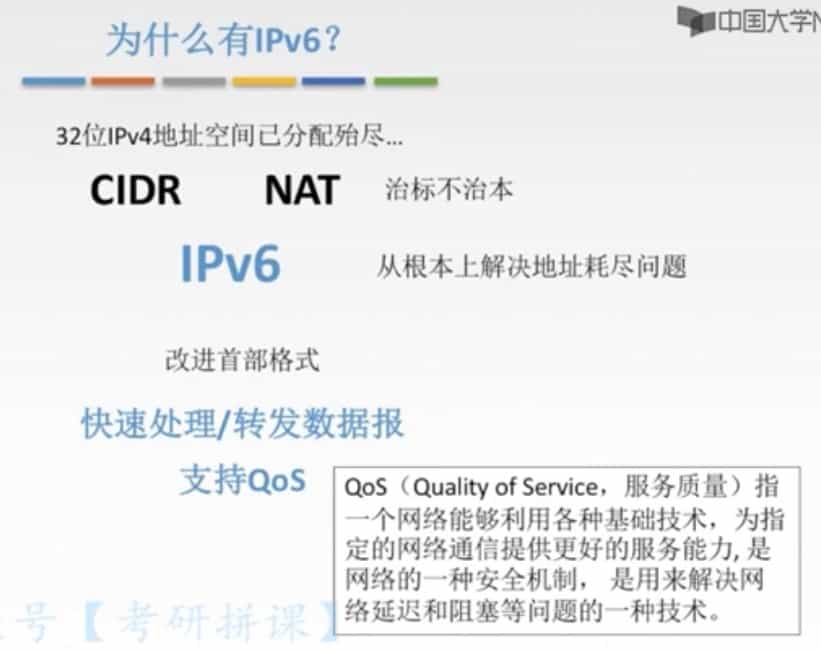 为什么有IPv6？
中国大学
32位IPv4地址空间已分配殆尽...
CIDR NAT 治标不治本
IPv6 从根本上解决地址耗尽问题
改进首部格式
快速处理/转发数据报
支持QoS
QoS（Quality of Service，服务质量）指
一个网络能够利用各种基础技术，为指
定的网络通信提供更好的服务能力, 是
网络的一种安全机制， 是用来解决网
络延迟和阻塞等问题的一种技术。
号【考研拼课】